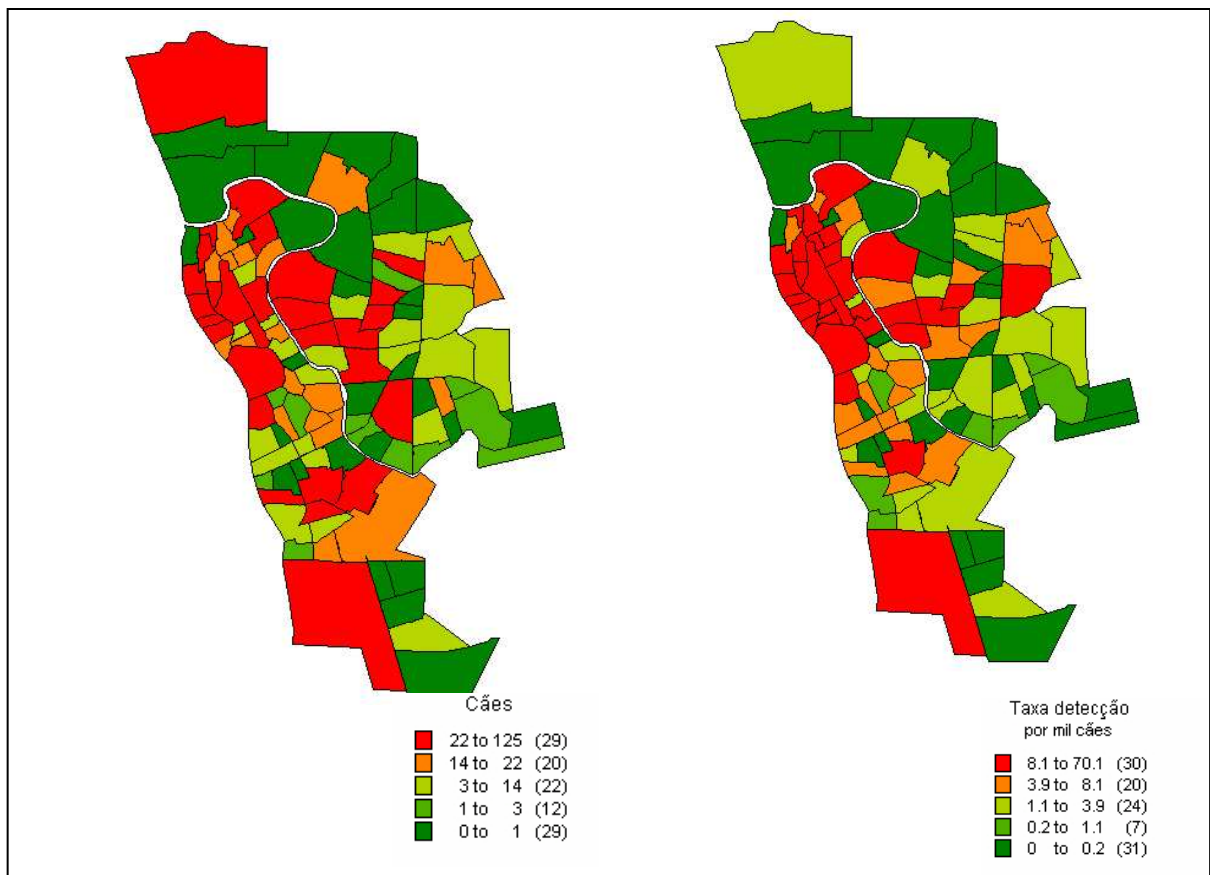 Cães
22 to 125 (29)
14 to 22 (20)
3 to 14 (22)
1 to 3 (12)
0 to 1 (29)
Taxa detecção
por mil cães
8.1 to 70.1 (30)
3.9 to 8.1 (20)
1.1 to 3.9 (24)
0.2 to 1.1 (7)
0 to 0.2 (31)